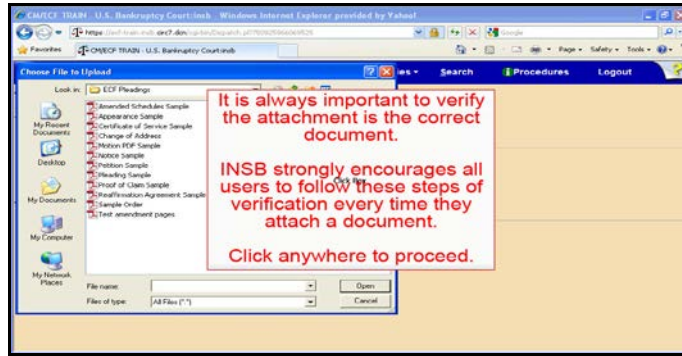 CM/ECF TRAIN - U.S. Bankruptcy Court:insb - Windows Internet Explorer provided by Yahoo!
Google
Favorites CM/ECF TRAIN - U.S. Bankruptcy Court:insb
Page Safety Tools
Choose File to Upload
Search Procedures Logout
Look in: ECF Pleadings
My Recent Documents
Desktop
My Documents
My Computer
My Network Places
Amended Schedules Sample
Appearance Sample
Certificate of Service Sample
Change of Address
Motion PDF Sample
Notice Sample
Petition Sample
Pleading Sample
Proof of Claim Sample
Reaffirmation Agreement Sample
Sample Order
Test amendment pages
It is always important to verify
the attachment is the correct
document.
INSB strongly encourages all
users to follow these steps of
verification every time they
attach a document.
Click anywhere to proceed.
File name: Open
Files of type: All Files (*.*) Cancel